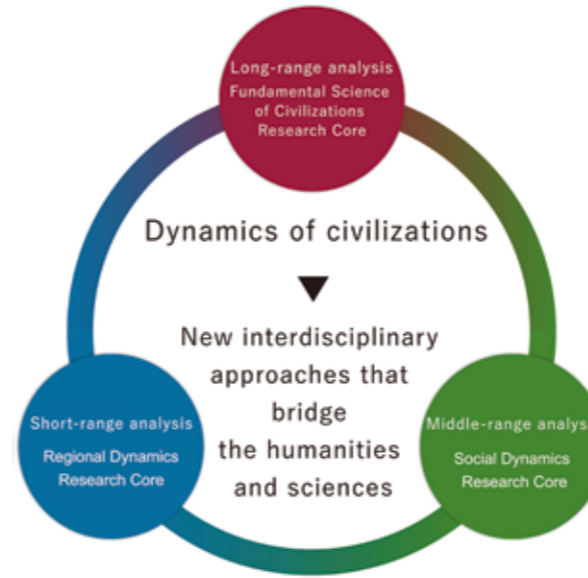 Long-range analysis
Fundamental Science
of Civilizations
Research Core
Dynamics of civilizations
New interdisciplinary
approaches that
bridge
the humanities
and sciences
Short-range analysis
Regional Dynamics
Research Core
Middle-range analys
Social Dynamics
Research Core